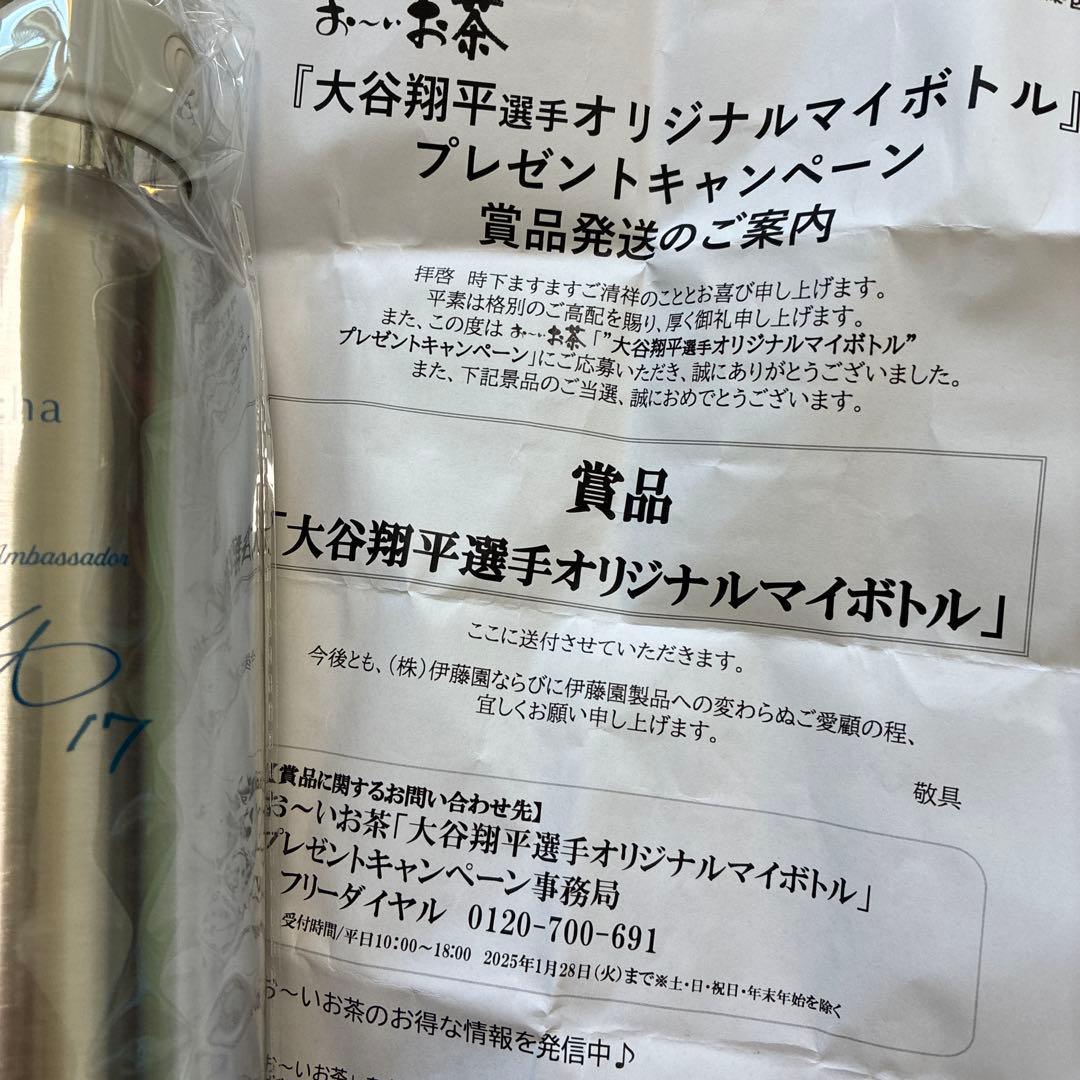 お～いお茶
『大谷翔平選手オリジナルマイボトル』
プレゼントキャンペーン
賞品発送のご案内
拝啓 時下ますますご清祥のこととお喜び申し上げます。
平素は格別のご高配を賜り、厚く御礼申し上げます。
また、この度は お～いお茶「"大谷翔平選手オリジナルマイボトル"
プレゼントキャンペーン」にご応募いただき、誠にありがとうございました。
また、下記景品のご当選、誠におめでとうございます。
賞品
「大谷翔平選手オリジナルマイボトル」
ここに送付させていただきます。
今後とも、(株)伊藤園ならびに伊藤園製品への変わらぬご愛顧の程、
宜しくお願い申し上げます。
敬具
【賞品に関するお問い合わせ先】
お～いお茶「大谷翔平選手オリジナルマイボトル」
プレゼントキャンペーン事務局
フリーダイヤル 0120-700-691
受付時間/平日10:00～18:00 2025年1月28日(火)まで※土・日・祝日・年末年始を除く
お～いお茶のお得な情報を発信中♪
cha
Ambassador
17